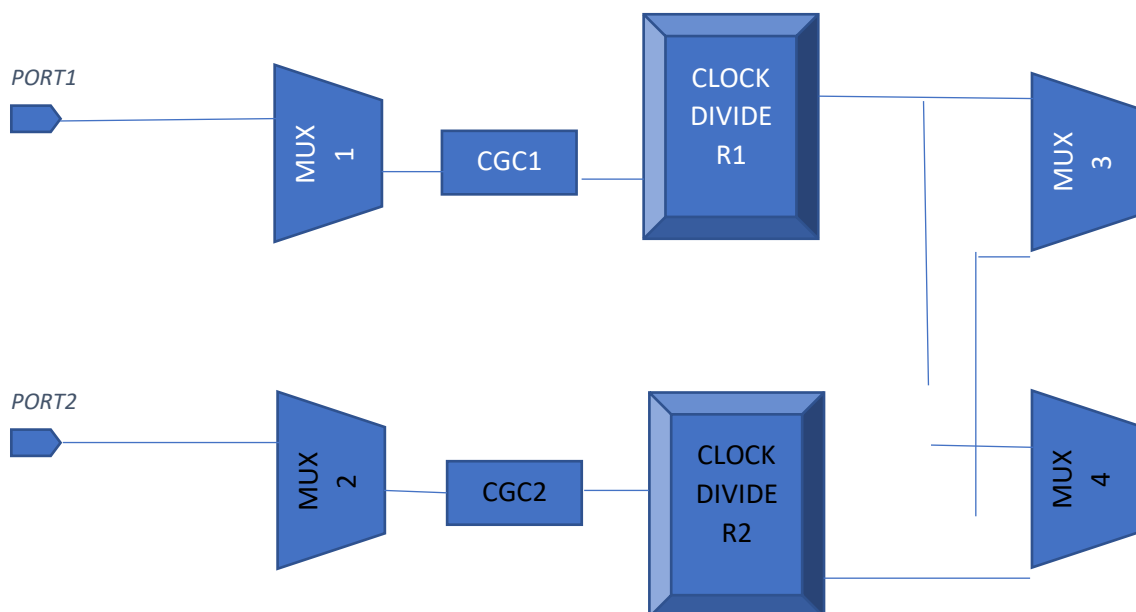 PORT1
MUX
1
CGC1
CLOCK
DIVIDE
R1
MUX
3
PORT2
MUX
2
CGC2
CLOCK
DIVIDE
R2
MUX
4